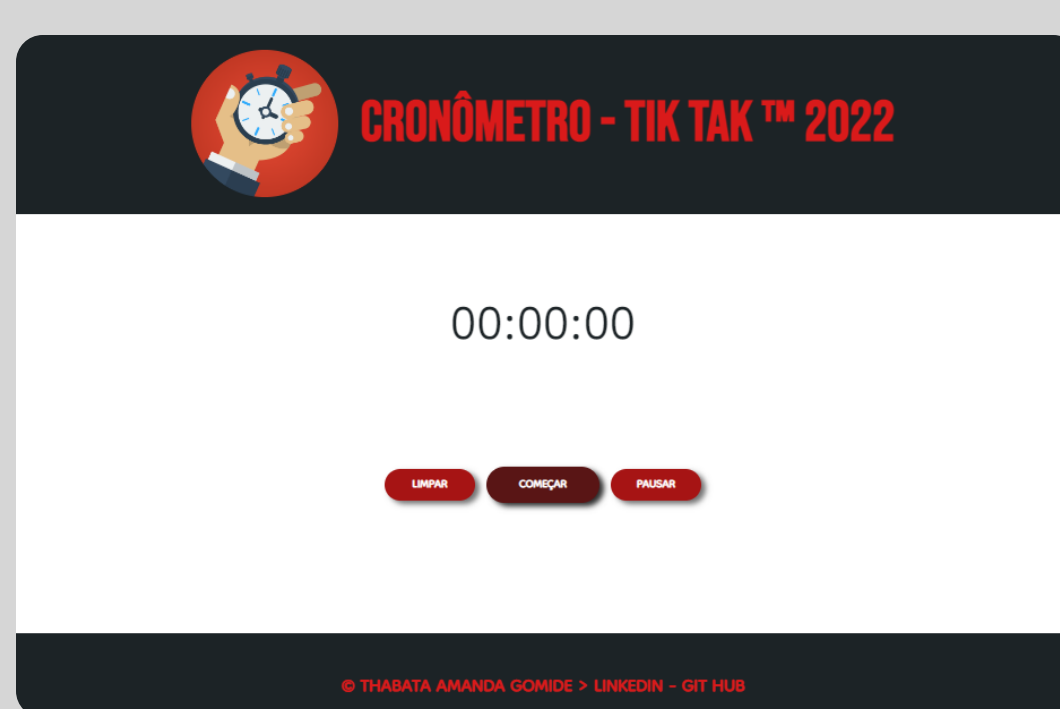 CRONÔMETRO - TIK TAK ™ 2022
00:00:00
LIMPAR COMEÇAR PAUSAR
© THABATA AMANDA GOMIDE > LINKEDIN - GIT HUB